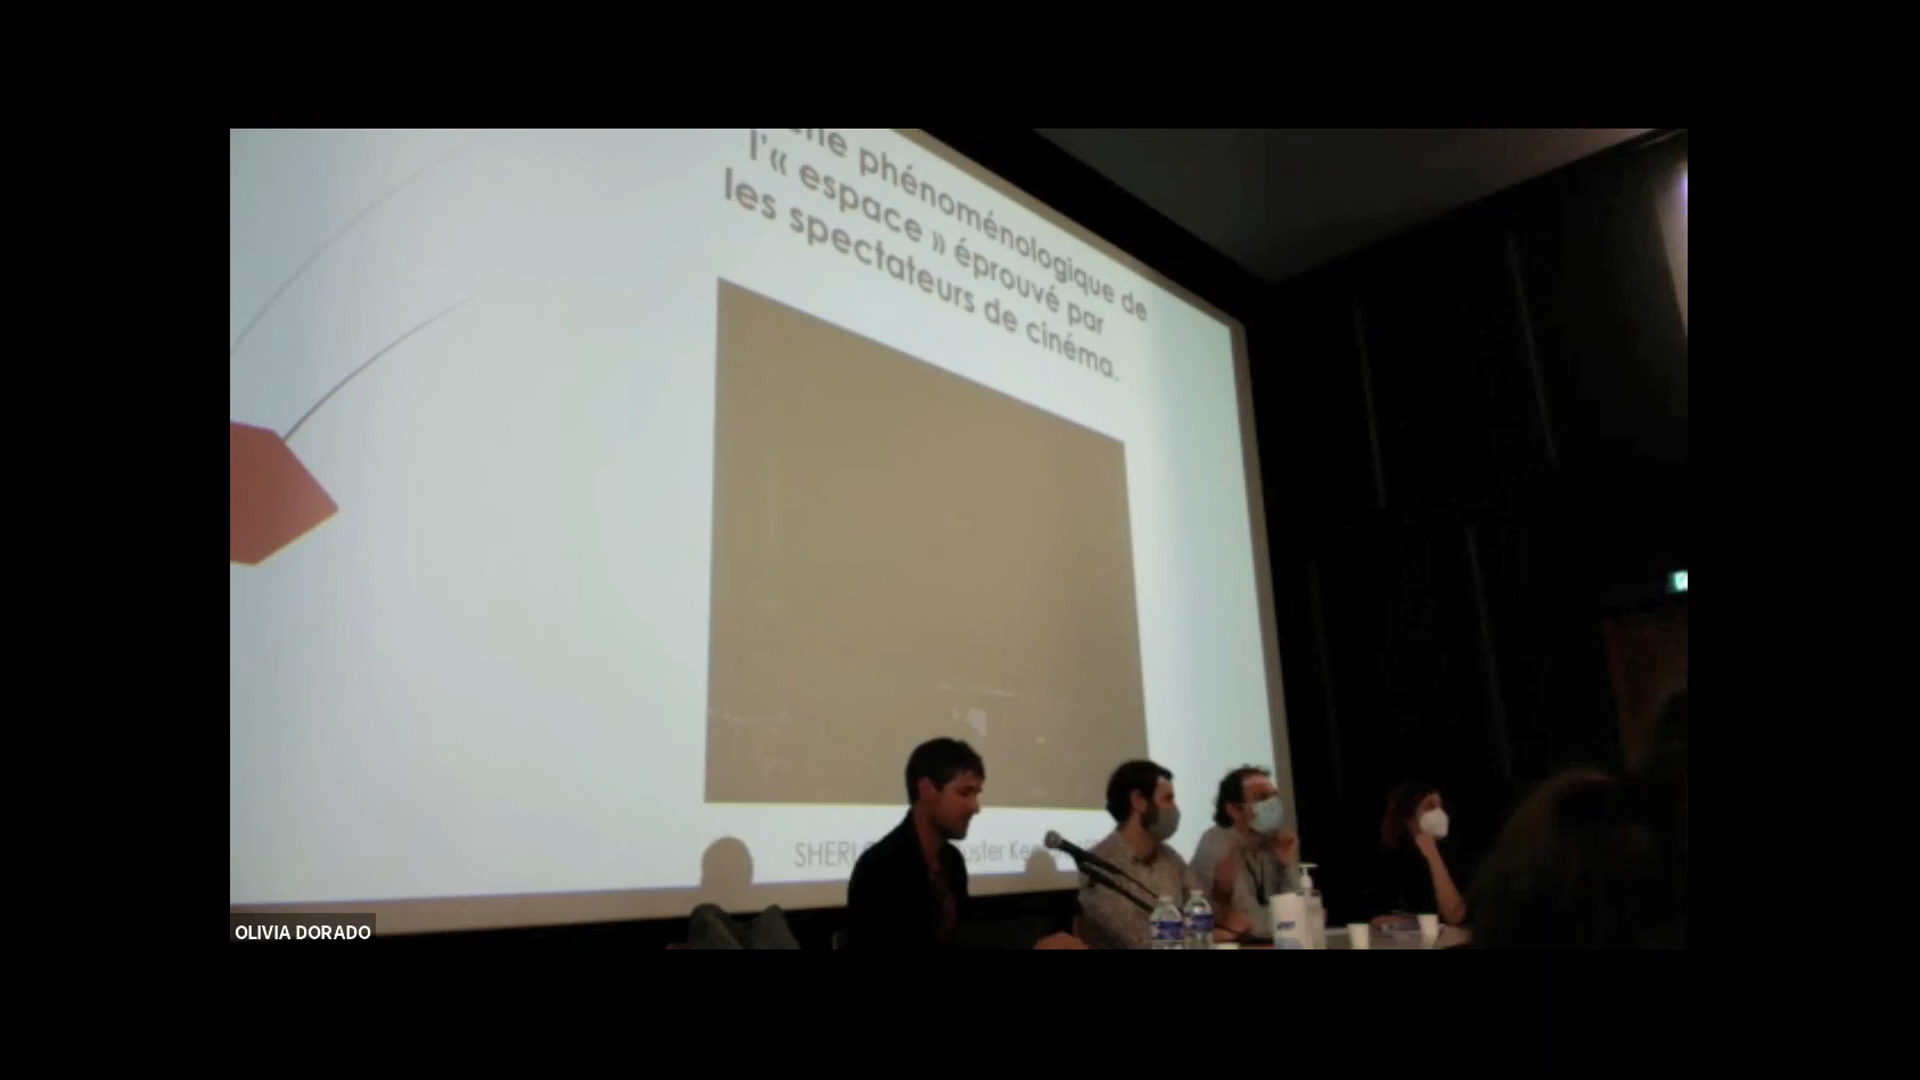 phénoménologique de
l'« espace » éprouvé par
les spectateurs de cinéma.
OLIVIA DORADO